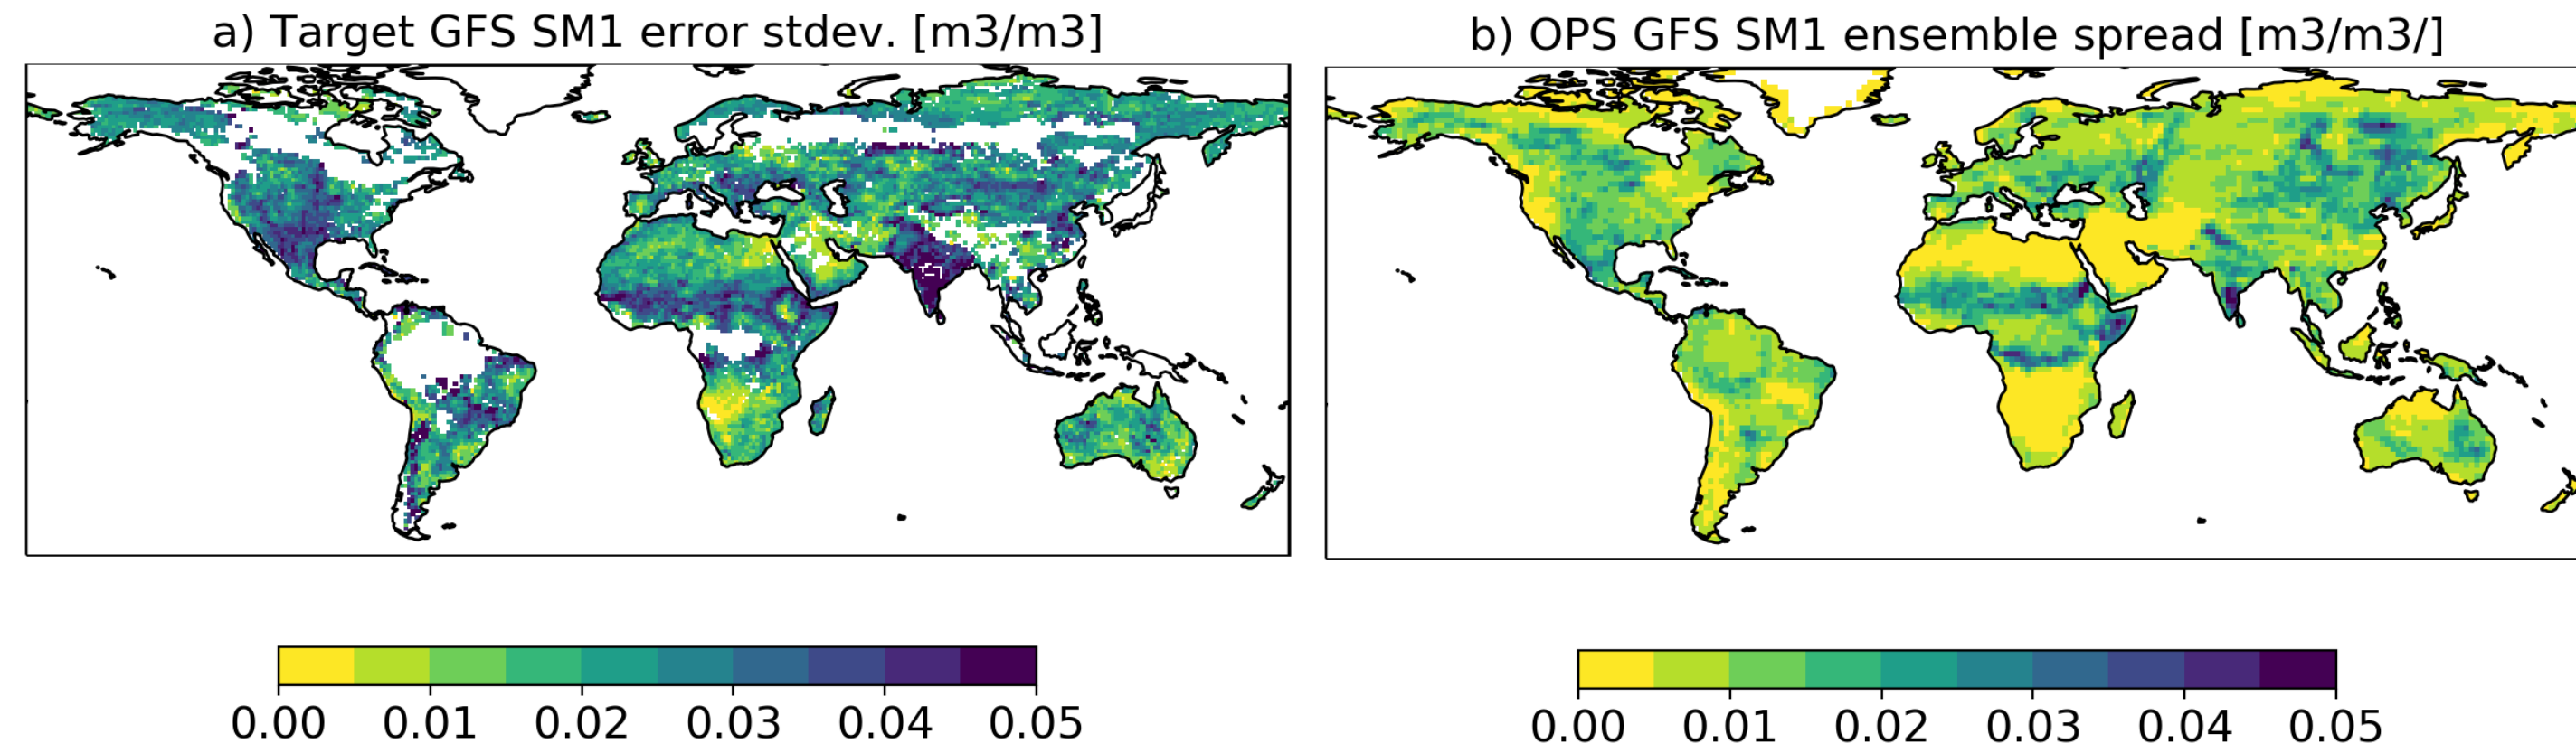 a) Target GFS SM1 error stdev. [m3/m3]
b) OPS GFS SM1 ensemble spread [m3/m3/]
0.00 0.01 0.02 0.03 0.04 0.05
0.00 0.01 0.02 0.03 0.04 0.05